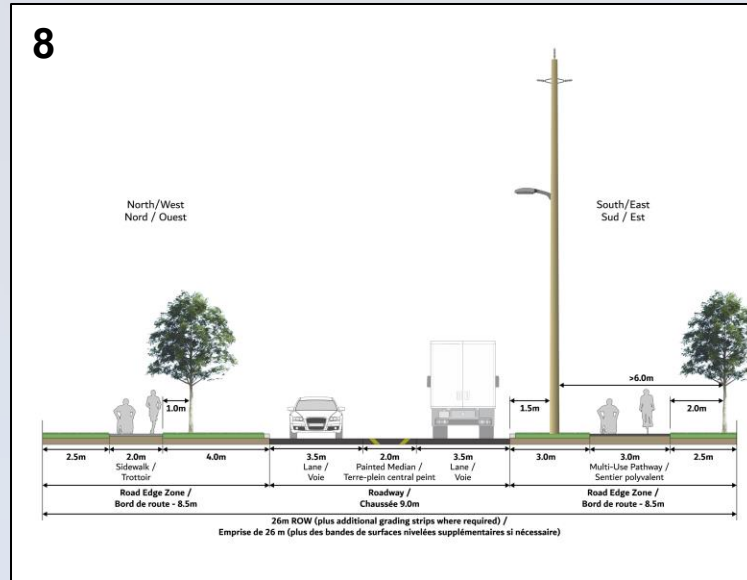 8
North/West
Nord / Ouest
South/East
Sud / Est
>6.0m
1.0m
1.5m
2.0m
2.5m
2.0m
4.0m
3.5m
2.0m
3.5m
3.0m
3.0m
2.5m
Sidewalk /
Trottoir
Lane /
Voie
Painted Median /
Terre-plein central peint
Lane /
Voie
Multi-Use Pathway /
Sentier polyvalent
Road Edge Zone /
Bord de route - 8.5m
Roadway /
Chaussée 9.0m
Road Edge Zone /
Bord de route - 8.5m
26m ROW (plus additional grading strips where required) /
Emprise de 26 m (plus des bandes de surfaces nivelées supplémentaires si nécessaire)